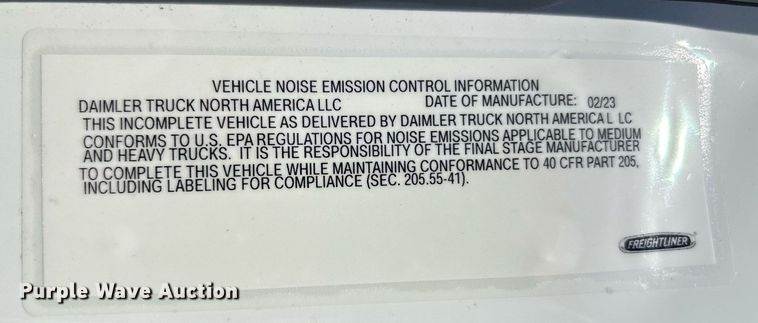 VEHICLE NOISE EMISSION CONTROL INFORMATION
DAIMLER TRUCK NORTH AMERICA LLC DATE OF MANUFACTURE: 02/23
THIS INCOMPLETE VEHICLE AS DELIVERED BY DAIMLER TRUCK NORTH AMERICA L LC
CONFORMS TO U.S. EPA REGULATIONS FOR NOISE EMISSIONS APPLICABLE TO MEDIUM
AND HEAVY TRUCKS. IT IS THE RESPONSIBILITY OF THE FINAL STAGE MANUFACTURER
TO COMPLETE THIS VEHICLE WHILE MAINTAINING CONFORMANCE TO 40 CFR PART 205,
INCLUDING LABELING FOR COMPLIANCE (SEC. 205.55-41).
FREIGHTLINER
Purple Wave Auction